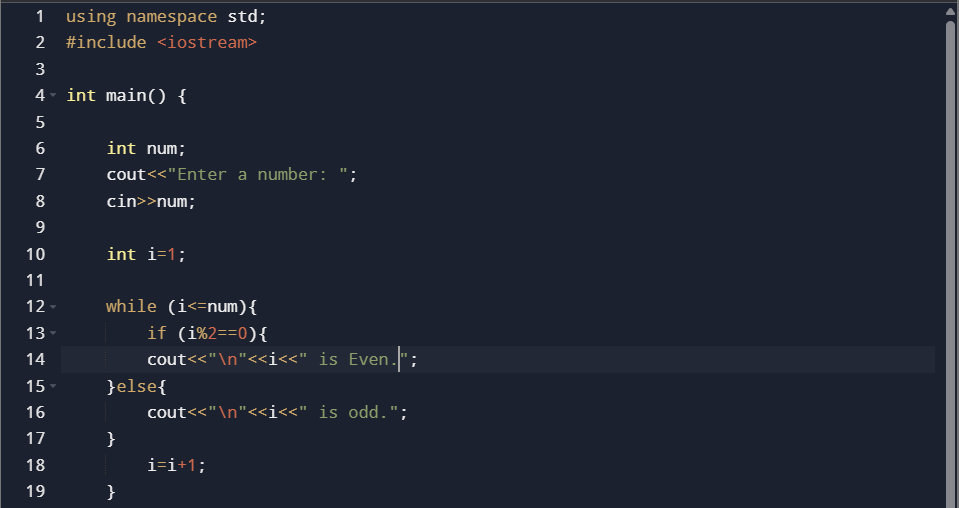 1 using namespace std;
2 #include <iostream>
3
4 int main() {
5
6     int num;
7     cout<<"Enter a number: ";
8     cin>>num;
9
10     int i=1;
11
12     while (i<=num){
13         if (i%2==0){
14         cout<<"\n"<<i<<" is Even.";
15     }else{
16         cout<<"\n"<<i<<" is odd.";
17     }
18         i=i+1;
19     }